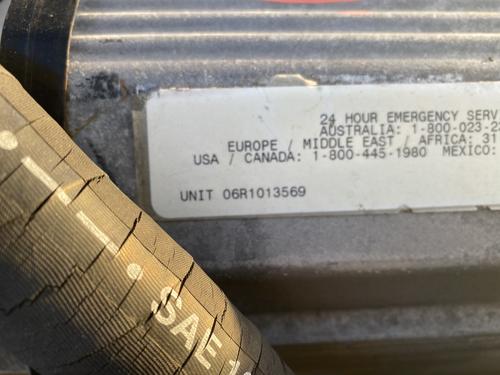 24 HOUR EMERGENCY SERV
AUSTRALIA: 1-800-023-2
EUROPE / MIDDLE EAST / AFRICA: 31
USA / CANADA: 1-800-445-1980 MEXICO:
UNIT 06R1013569
SAE